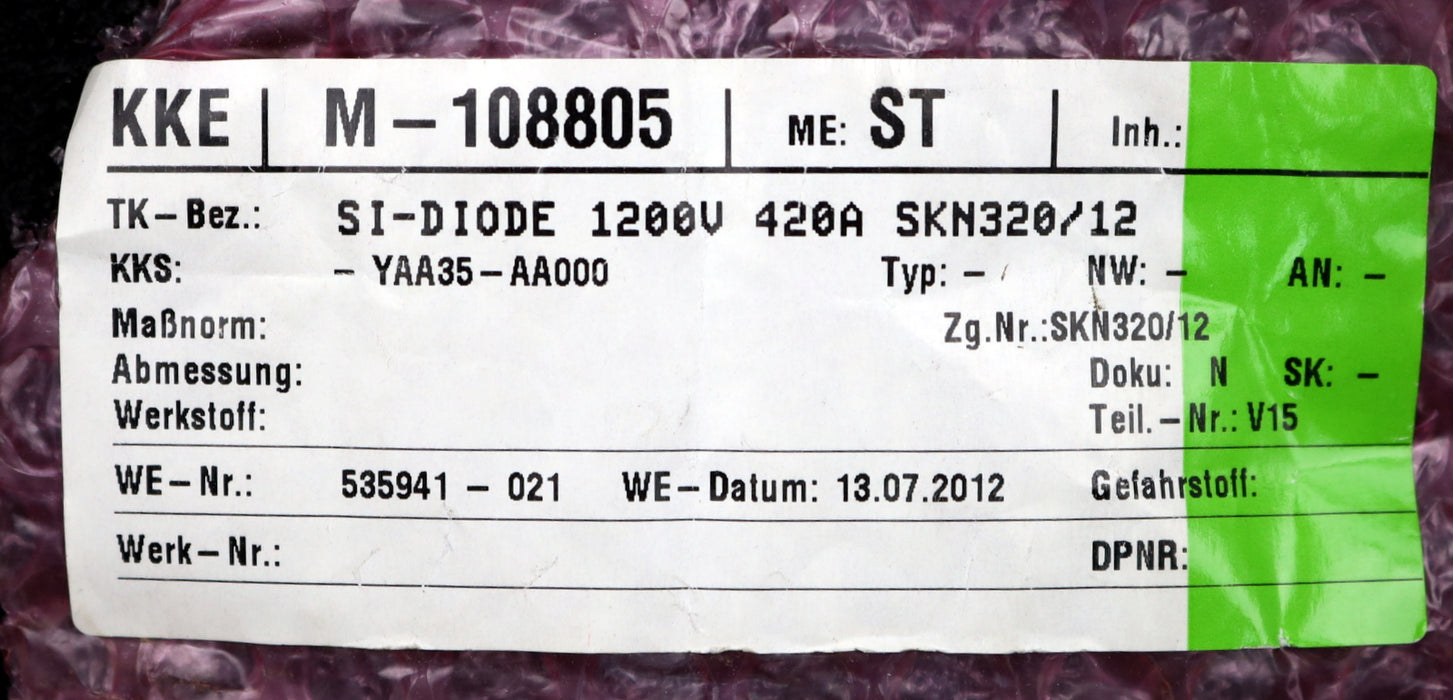 KKE | M – 108805 | ME: ST | Inh.:
TK – Bez.: SI-DIODE 1200V 420A SKN320/12
KKS: – YAA35 – AA000 Typ: – NW: – AN: –
Maßnorm: Zg.Nr.:SKN320/12
Abmessung: Doku: N SK: –
Werkstoff: Teil. – Nr.: V15
WE – Nr.: 535941 – 021 WE – Datum: 13.07.2012 Gefahrstoff:
Werk – Nr.: DPNR: